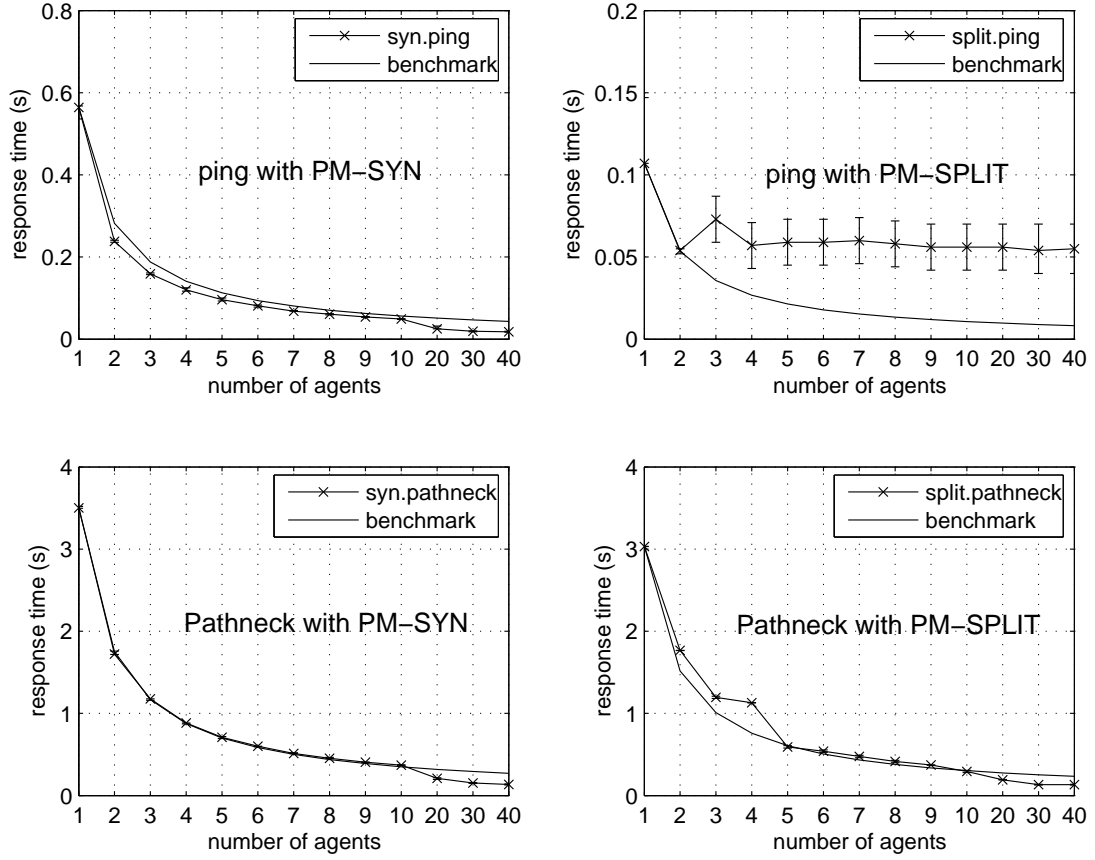 0.8
0.6
0.4
0.2
0
response time (s)
syn.ping
benchmark
ping with PM−SYN
1 2 3 4 5 6 7 8 9 10 20 30 40
number of agents
0.2
0.15
0.1
0.05
0
response time (s)
split.ping
benchmark
ping with PM−SPLIT
1 2 3 4 5 6 7 8 9 10 20 30 40
number of agents
4
3
2
1
0
response time (s)
syn.pathneck
benchmark
Pathneck with PM−SYN
1 2 3 4 5 6 7 8 9 10 20 30 40
number of agents
4
3
2
1
0
response time (s)
split.pathneck
benchmark
Pathneck with PM−SPLIT
1 2 3 4 5 6 7 8 9 10 20 30 40
number of agents